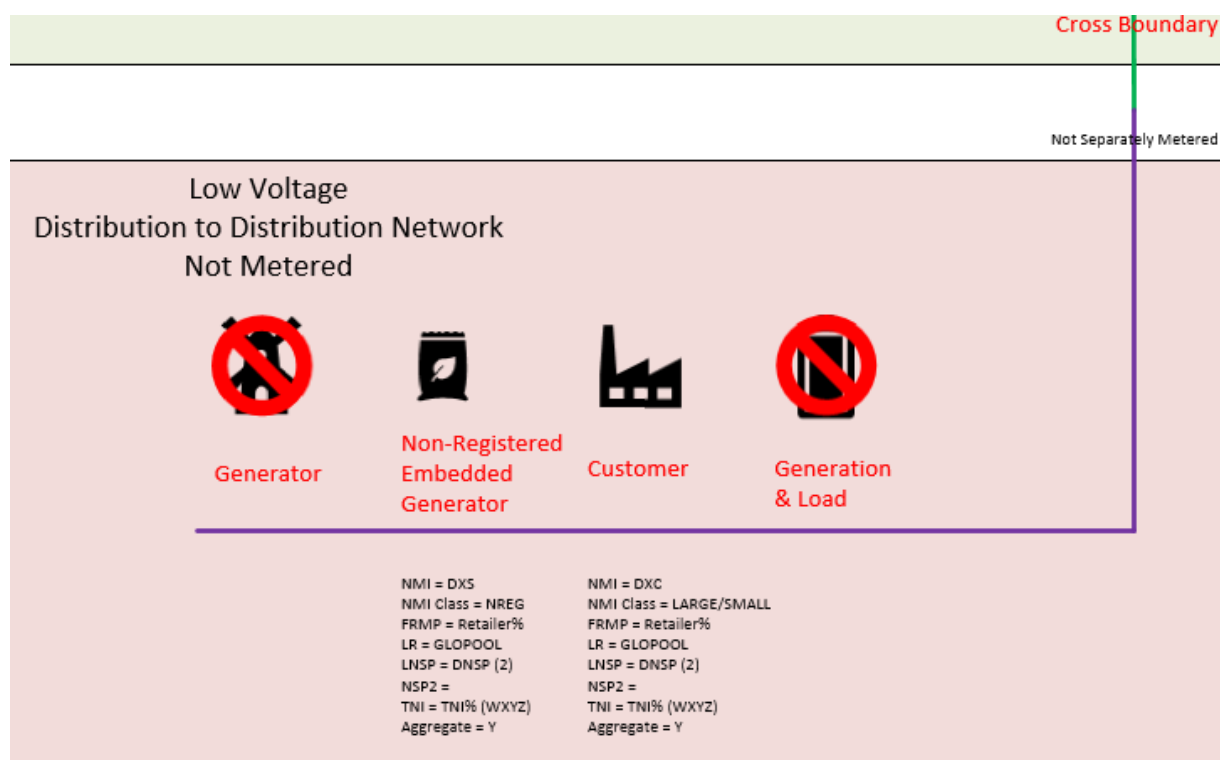 Cross Boundary
Not Separately Metered
Low Voltage
Distribution to Distribution Network
Not Metered
Generator
Non-Registered
Embedded
Generator
Customer
Generation
& Load
NMI = DXS
NMI Class = NREG
FRMP = Retailer%
LR = GLOPOOL
LNSP = DNSP (2)
NSP2 =
TNI = TNI% (WXYZ)
Aggregate = Y
NMI = DXC
NMI Class = LARGE/SMALL
FRMP = Retailer%
LR = GLOPOOL
LNSP = DNSP (2)
NSP2 =
TNI = TNI% (WXYZ)
Aggregate = Y